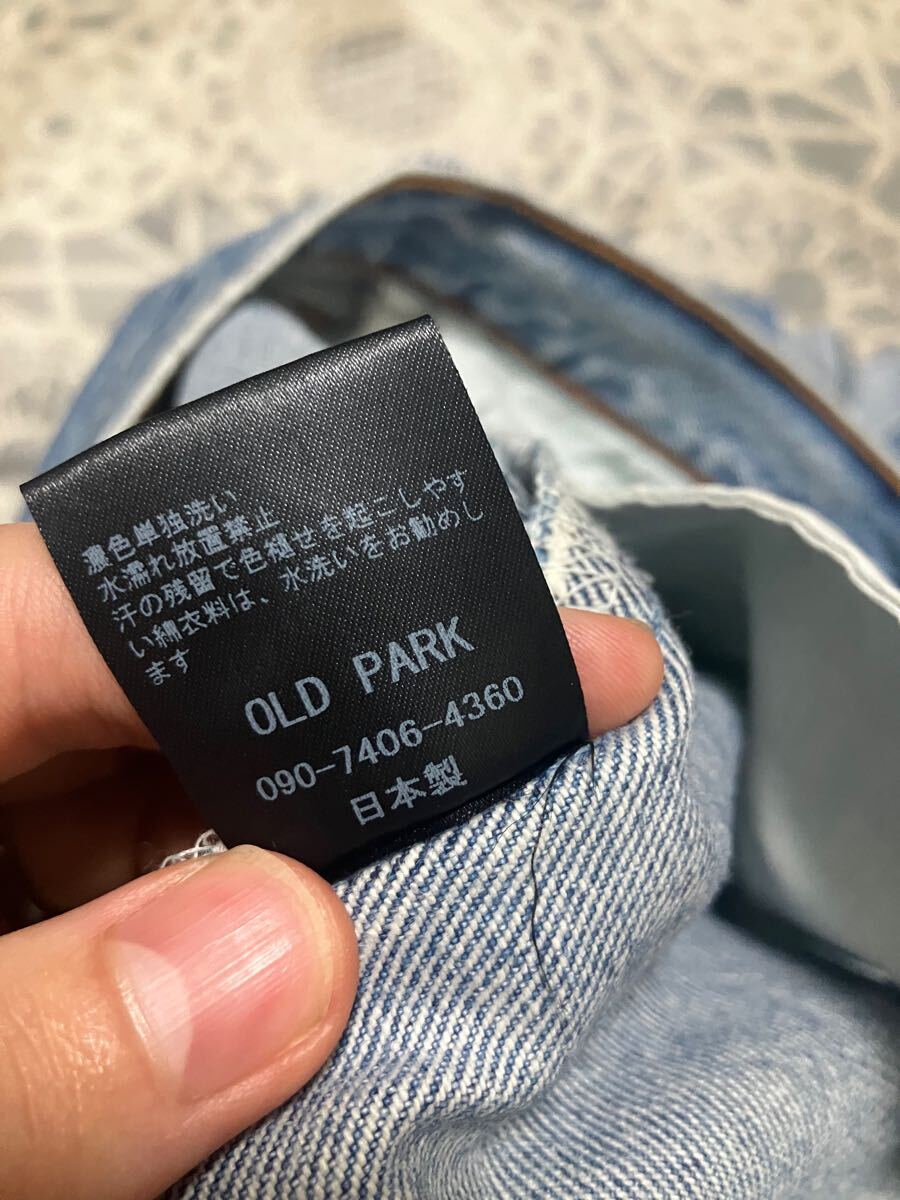 濃色単独洗い
水濡れ放置禁止
汗の残留で色褪せを起こしやす
い綿衣料は、水洗いをお勧めし
ます
OLD PARK
090-7406-4360
日本製